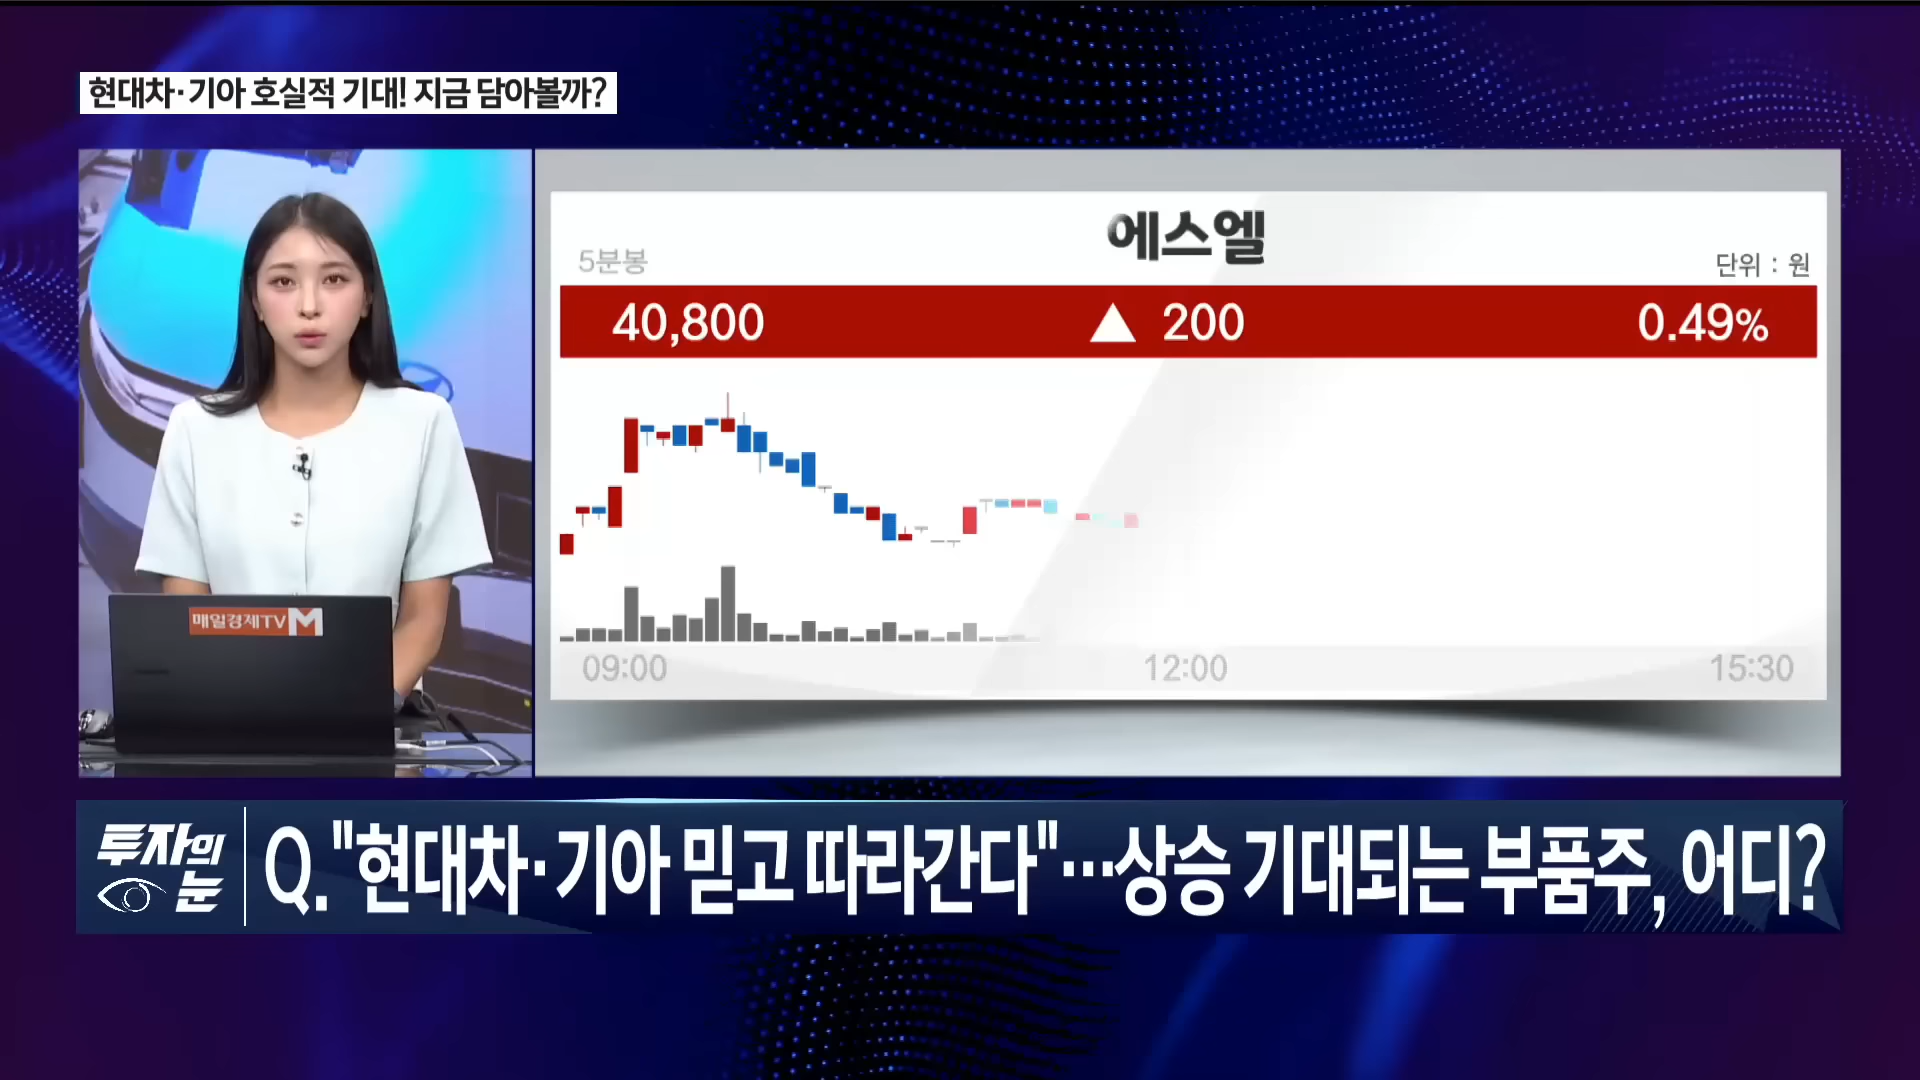 현대차·기아 호실적 기대! 지금 담아볼까?
에스엘
5분봉
단위 : 원
40,800 ▲ 200 0.49%
09:00 12:00 15:30
매일경제TV M
투자의 눈
Q. "현대차·기아 믿고 따라간다"…상승 기대되는 부품주, 어디?